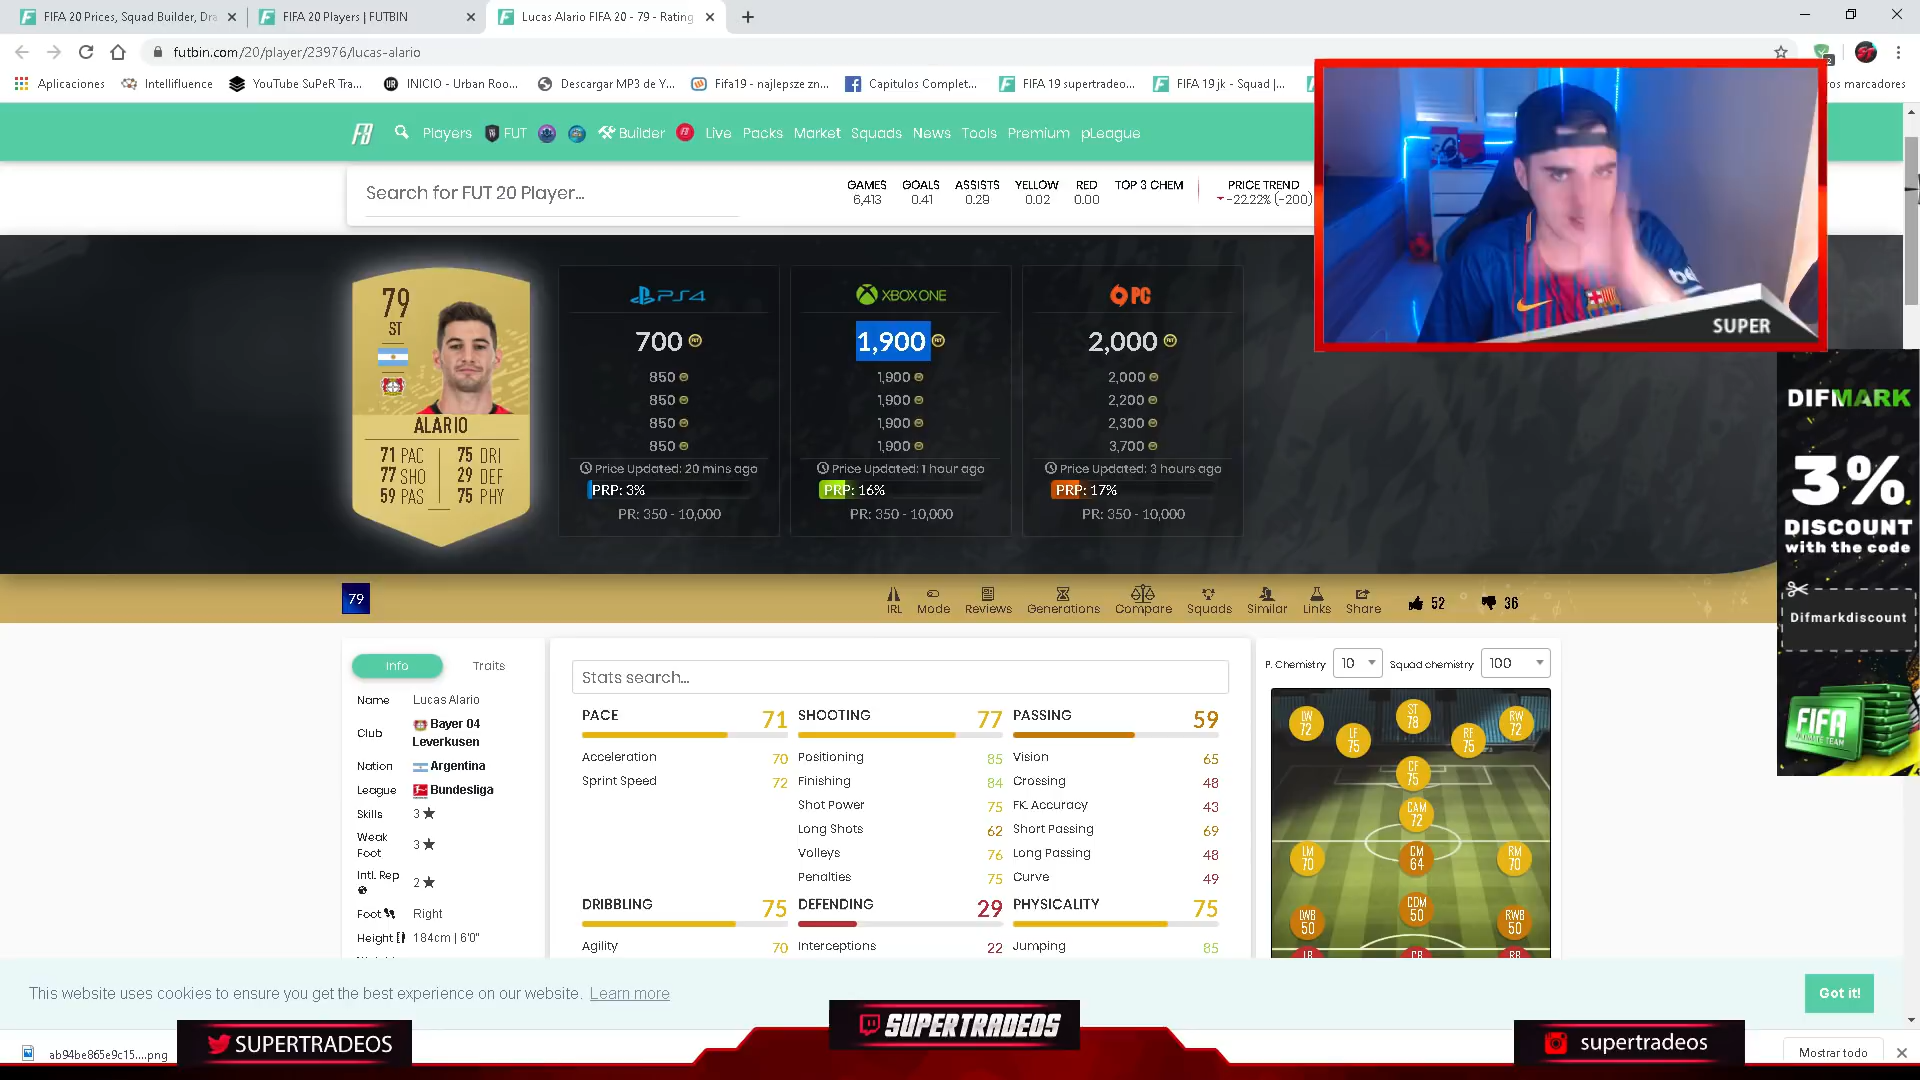 FIFA 20 Prices, Squad Builder, Dra
FIFA 20 Players | FUTBIN
Lucas Alario FIFA 20 - 79 - Rating
futbin.com/20/player/23976/lucas-alario
Aplicaciones
Intellifluence
YouTube SuPeR Tra...
INICIO - Urban Roo...
Descargar MP3 de Y...
Fifa19 - najlepsze zn...
Capitulos Complet...
FIFA 19 supertradeo...
FIFA 19 jk - Squad |...
ros marcadores
Players FUT Builder Live Packs Market Squads News Tools Premium pLeague
Search for FUT 20 Player...
GAMES GOALS ASSISTS YELLOW RED TOP 3 CHEM PRICE TREND
6,413 0.41 0.29 0.02 0.00 -22.22% (-200)
SUPER
79
ST
ALARIO
71 PAC 75 DRI
77 SHO 29 DEF
59 PAS 75 PHY
PS4
700
850
850
850
850
Price Updated: 20 mins ago
PRP: 3%
PR: 350 - 10,000
XBOX ONE
1,900
1,900
1,900
1,900
1,900
Price Updated: 1 hour ago
PRP: 16%
PR: 350 - 10,000
PC
2,000
2,000
2,200
2,300
3,700
Price Updated: 3 hours ago
PRP: 17%
PR: 350 - 10,000
DIFMARK
3%
DISCOUNT
with the code
Difmarkdiscount
FIFA
79
IRL Mode Reviews Generations Compare Squads Similar Links Share 52 36
Info Traits
Name Lucas Alario
Club Bayer 04
Leverkusen
Nation Argentina
League Bundesliga
Skills 3
Weak
Foot 3
Intl. Rep 2
Foot Right
Height 184cm | 6'0"
Stats search...
PACE 71
Acceleration 70
Sprint Speed 72
SHOOTING 77
Positioning 85
Finishing 84
Shot Power 75
Long Shots 62
Volleys 76
Penalties 75
PASSING 59
Vision 65
Crossing 48
FK. Accuracy 43
Short Passing 69
Long Passing 48
Curve 49
DRIBBLING 75
Agility 70
DEFENDING 29
Interceptions 22
PHYSICALITY 75
Jumping 85
P. Chemistry 10 Squad chemistry 100
LW
72
LF
75
ST
78
RF
75
RW
72
CF
75
CAM
72
LM
70
CM
64
RM
70
LWB
50
CDM
50
RWB
50
This website uses cookies to ensure you get the best experience on our website. Learn more
Got it!
ab94be865e9c15....png
SUPERTRADEOS
SUPERTRADEOS
supertradeos
Mostrar todo